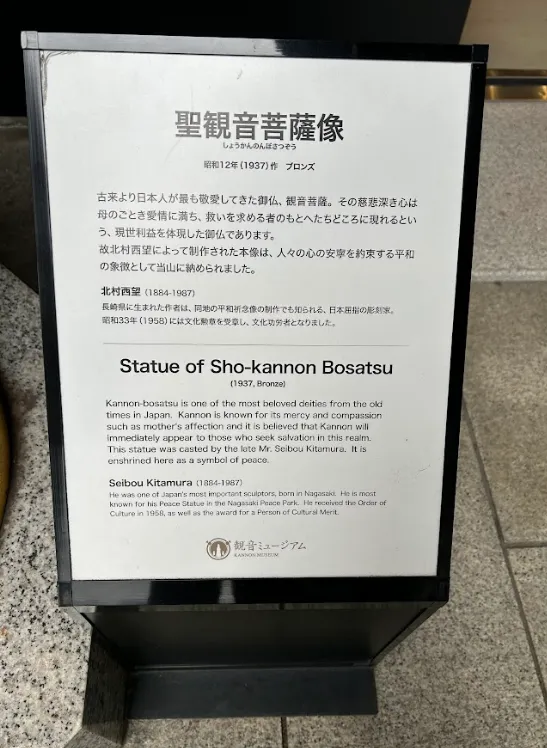 聖観音菩薩像
しょうかんのんぼさつぞう
昭和12年(1937)作 ブロンズ
古来より日本人が最も敬愛してきた御仏、観音菩薩。その慈悲深き心は
母のごとき愛情に満ち、救いを求める者のもとへたちどころに現れるとい
う、現世利益を体現した御仏であります。
故北村西望によって制作された本像は、人々の心の安寧を約束する平和
の象徴として当山に納められました。
北村西望 (1884-1987)
長崎県に生まれた作者は、同地の平和祈念像の制作でも知られる、日本屈指の彫刻家。
昭和33年(1958)には文化勲章を受章し、文化功労者となりました。
Statue of Sho-kannon Bosatsu
(1937, Bronze)
Kannon-bosatsu is one of the most beloved deities from the old
times in Japan. Kannon is known for its mercy and compassion
such as mother's affection and it is believed that Kannon will
immediately appear to those who seek salvation in this realm.
This statue was casted by the late Mr. Seibou Kitamura. It is
enshrined here as a symbol of peace.
Seibou Kitamura (1884-1987)
He was one of Japan's most important sculptors, born in Nagasaki. He is most
known for his Peace Statue in the Nagasaki Peace Park. He received the Order of
Culture in 1958, as well as the award for a Person of Cultural Merit.
観音ミュージアム
KANNON MUSEUM